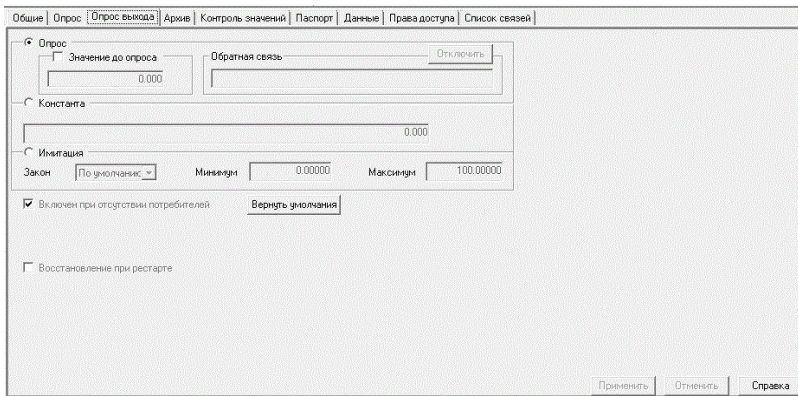 Общие Опрос Опрос выхода Архив Контроль значений Паспорт Данные Права доступа Список связей
Опрос
Значение до опроса Обратная связь Отключить
0.000
Константа
0.000
Имитация
Закон По умолчанию Минимум 0.00000 Максимум 100.00000
Включен при отсутствии потребителей Вернуть умолчания
Восстановление при рестарте
Применить Отменить Справка